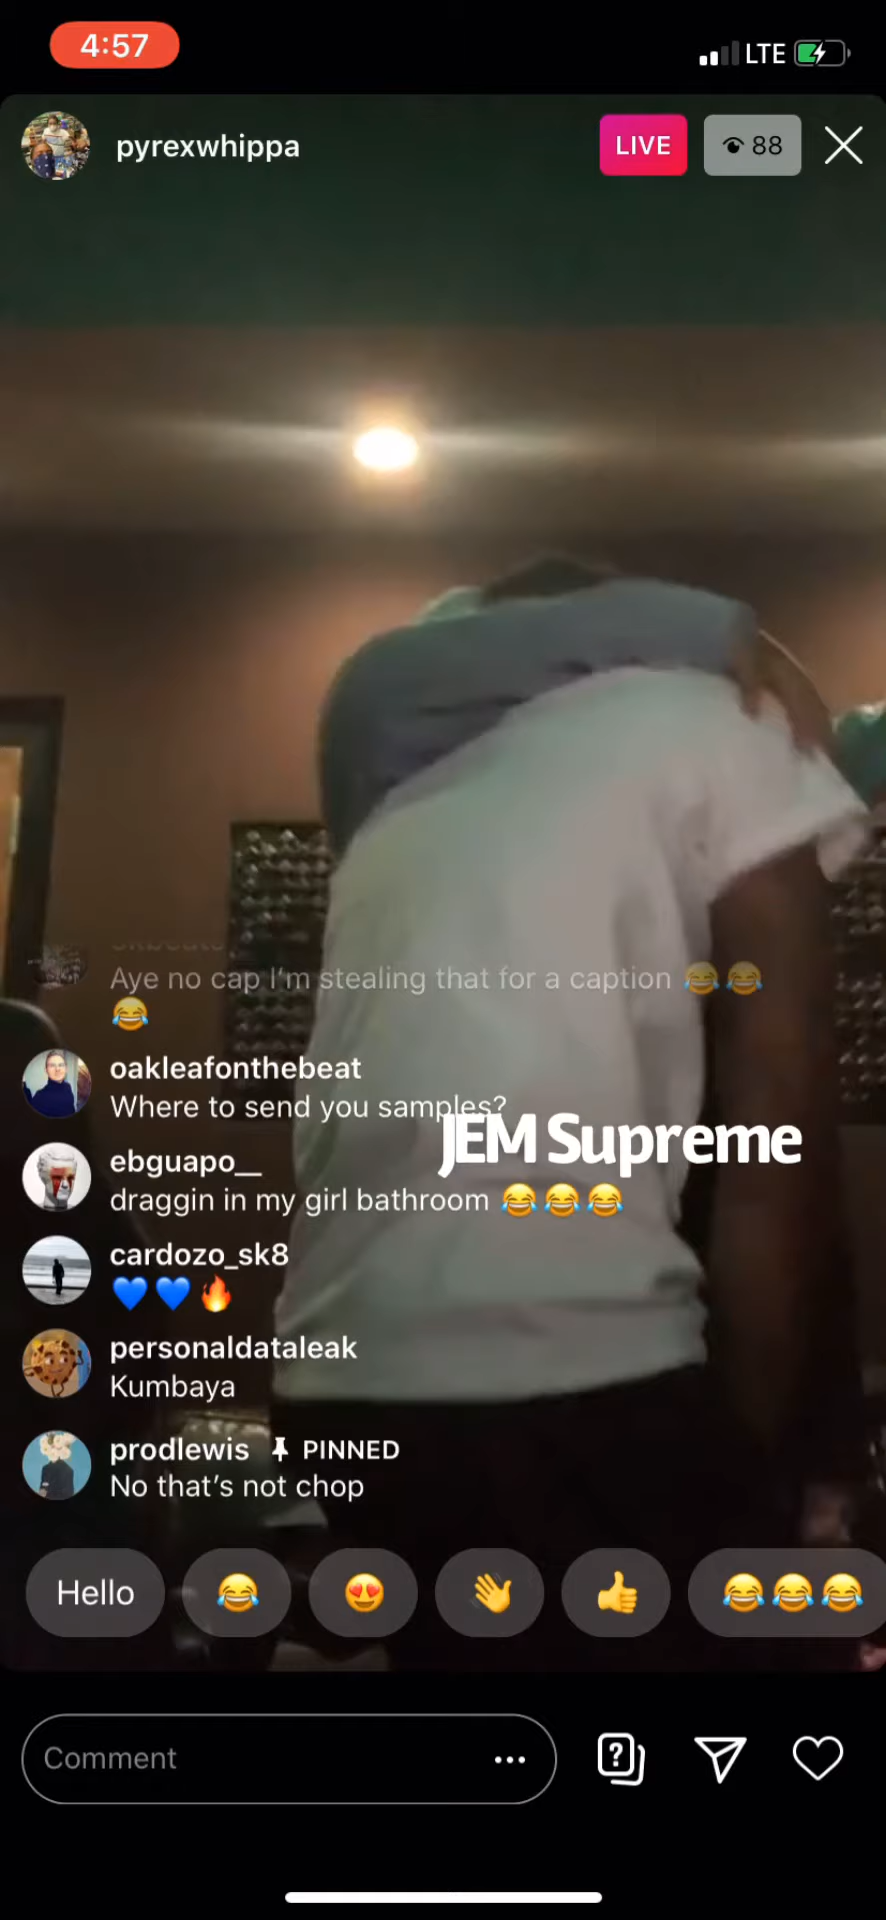 4:57
LTE
pyrexwhippa
LIVE
88
Aye no cap I'm stealing that for a caption 😂😂
😂
oakleafonthebeat
Where to send you samples?
JEM Supreme
ebguapo__
draggin in my girl bathroom 😂😂😂
cardozo_sk8
💙💙🔥
personaldataleak
Kumbaya
prodlewis PINNED
No that's not chop
Hello 😂 😍 👋 👍 😂😂😂
Comment